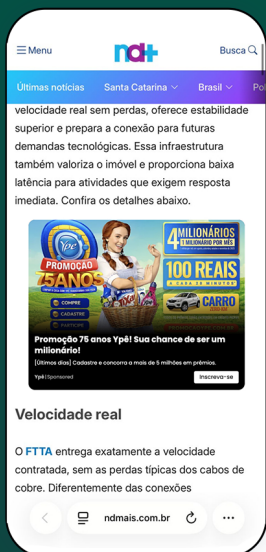 Menu
nd+
Busca
Últimas notícias Santa Catarina Brasil Pol
velocidade real sem perdas, oferece estabilidade
superior e prepara a conexão para futuras
demandas tecnológicas. Essa infraestrutura
também valoriza o imóvel e proporciona baixa
latência para atividades que exigem resposta
imediata. Confira os detalhes abaixo.
Ypê
PROMOÇÃO
75 ANOS
COMPRE
CADASTRE
PARTICIPE
4 MILIONÁRIOS
1 MILIONÁRIO POR MÊS
100 REAIS
A CADA 10 MINUTOS
CARRO
Promoção 75 anos Ypê! Sua chance de ser um
milionário!
[Últimos dias] Cadastre e concorra a mais de 5 milhões em prêmios.
Ypê | Sponsored
Inscreva-se
Velocidade real
O FTTA entrega exatamente a velocidade
contratada, sem as perdas típicas dos cabos de
cobre. Diferentemente das conexões
ndmais.com.br